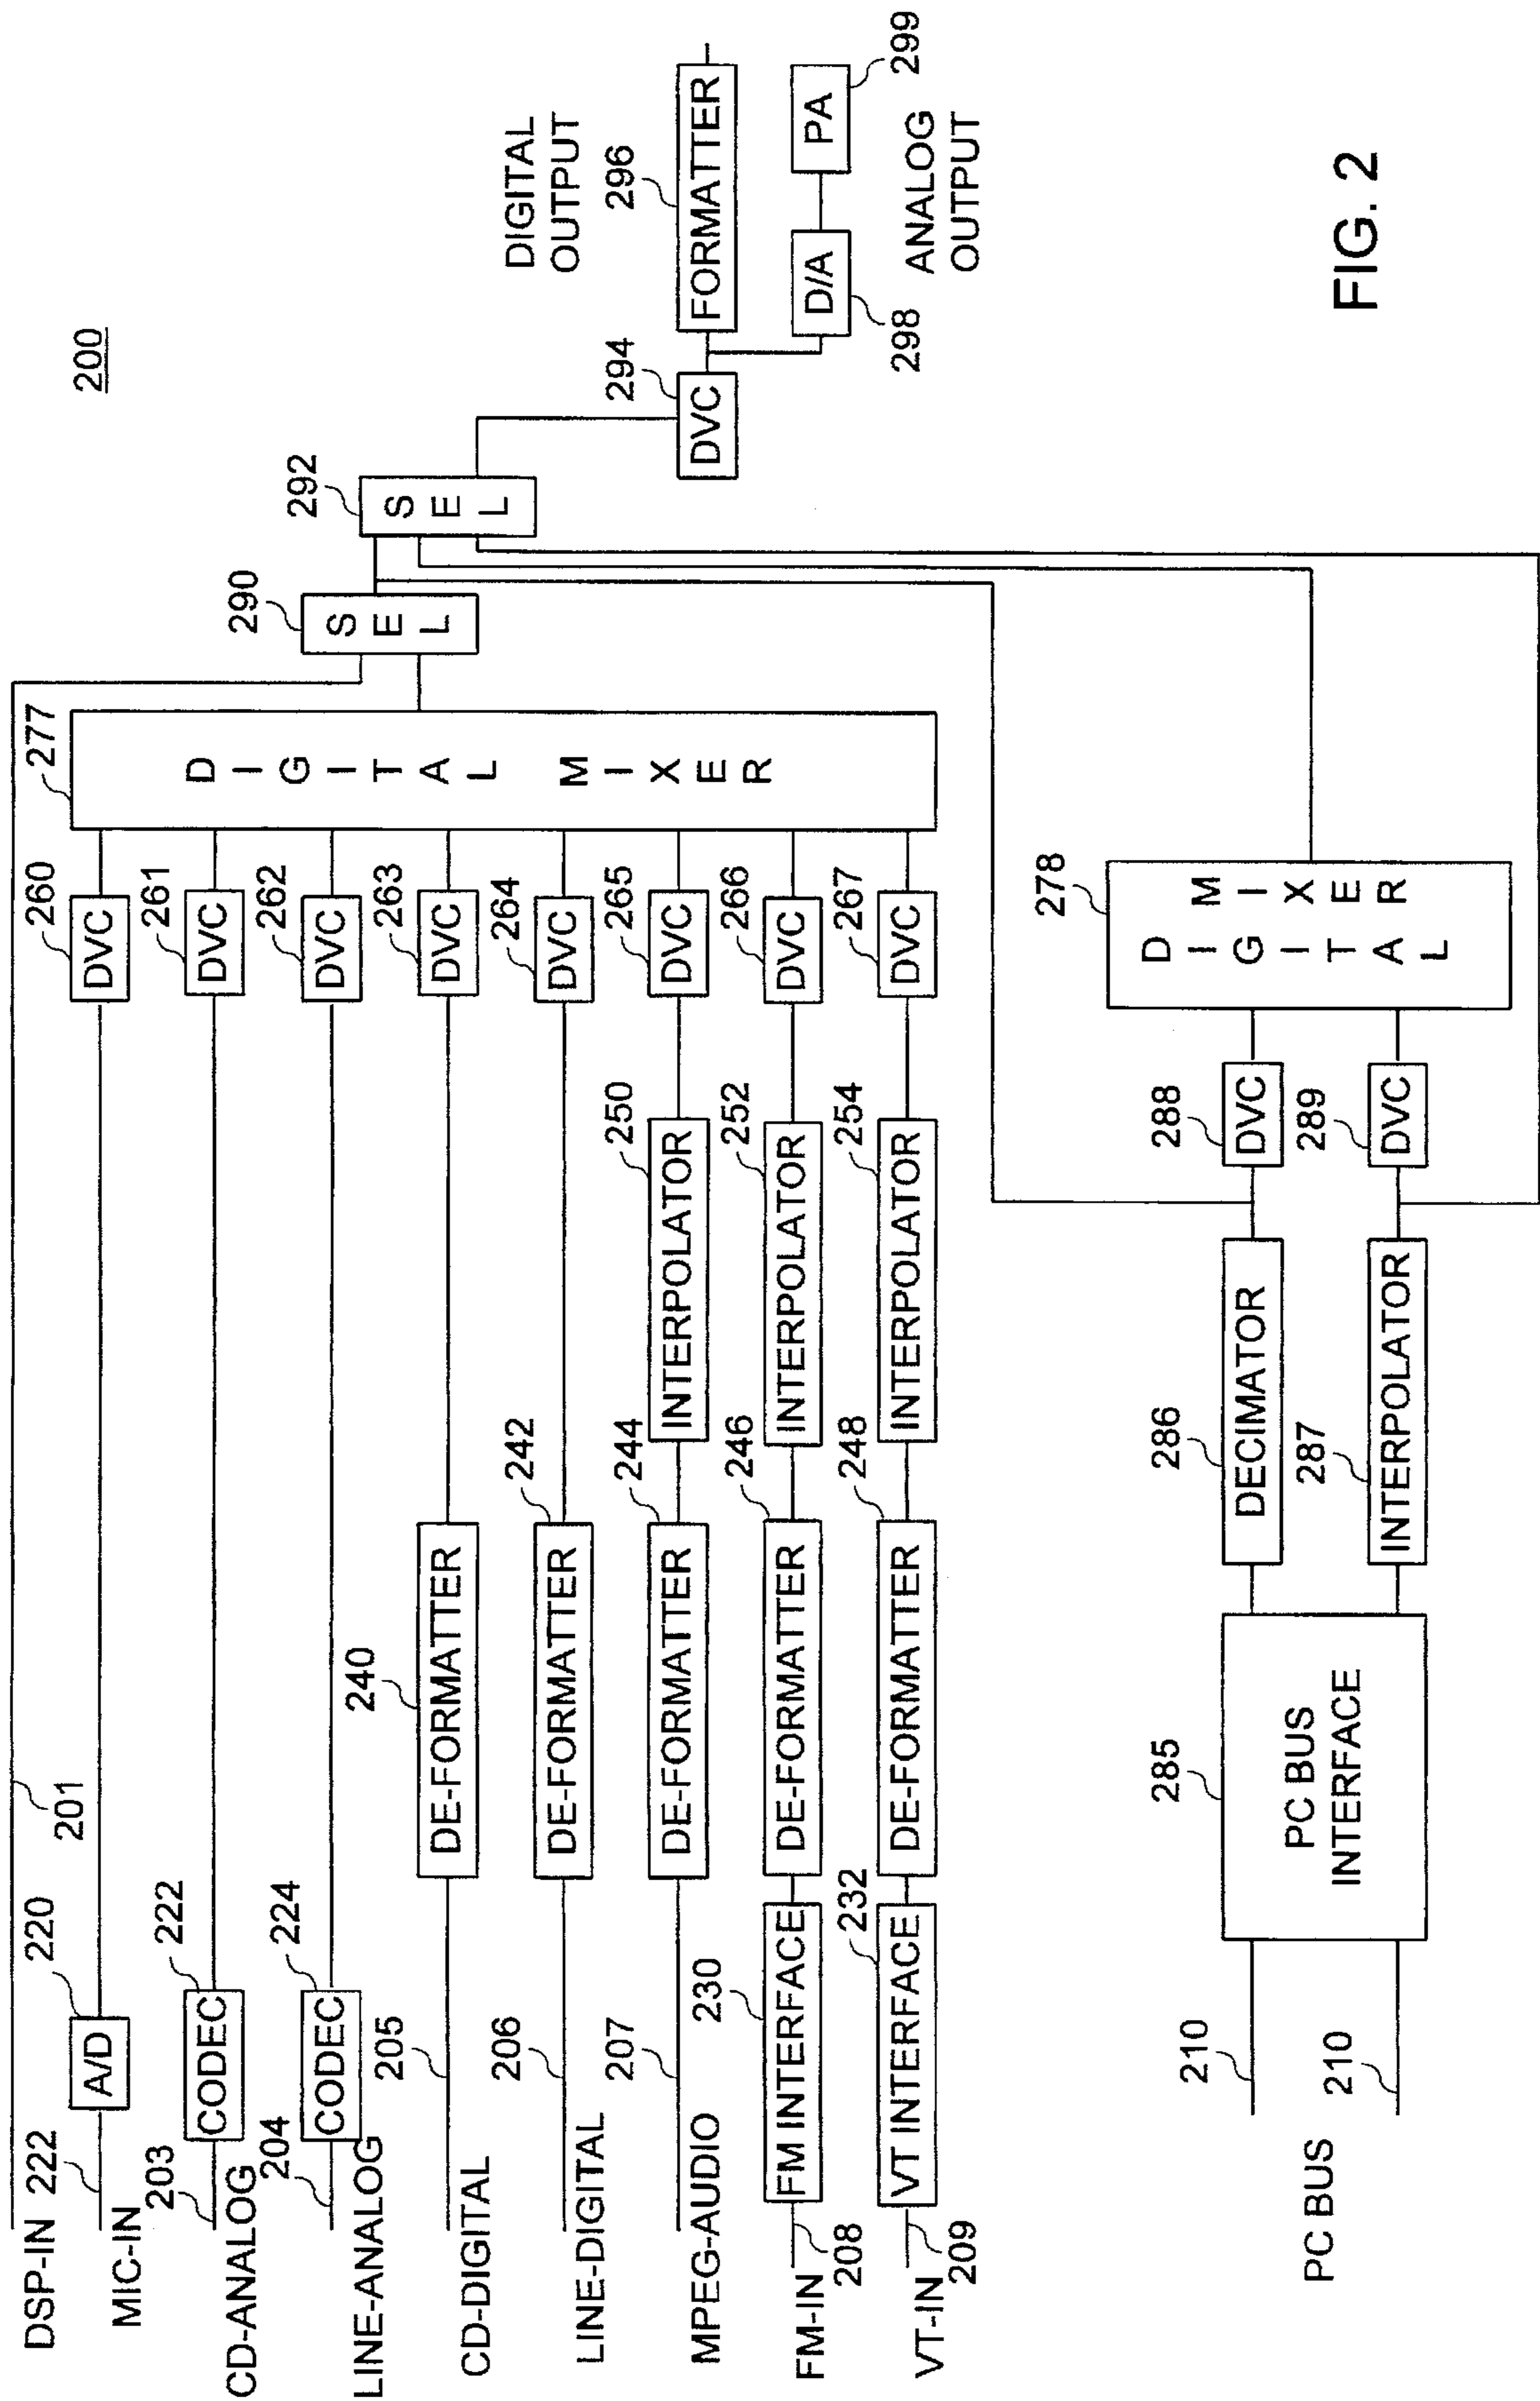 200
DSP-IN
201
MIC-IN
222
220
A/D
260
DVC
CD-ANALOG
203
222
CODEC
261
DVC
LINE-ANALOG
204
224
CODEC
262
DVC
CD-DIGITAL
205
240
DE-FORMATTER
263
DVC
LINE-DIGITAL
206
242
DE-FORMATTER
264
DVC
MPEG-AUDIO
207
244
DE-FORMATTER
250
INTERPOLATOR
265
DVC
FM-IN
208
230
FM INTERFACE
246
DE-FORMATTER
252
INTERPOLATOR
266
DVC
VT-IN
209
232
VT INTERFACE
248
DE-FORMATTER
254
INTERPOLATOR
267
DVC
277
DIGITAL MIXER
290
SEL
292
SEL
294
DVC
DIGITAL
OUTPUT
296
FORMATTER
298
D/A
PA
299
ANALOG
OUTPUT
PC BUS
210
210
285
PC BUS
INTERFACE
286
DECIMATOR
287
INTERPOLATOR
288
DVC
289
DVC
278
DIGITAL
MIXER
FIG. 2